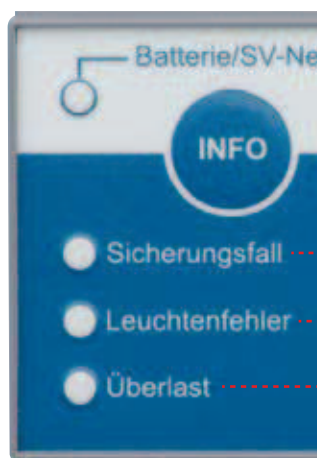 Batterie/SV-Ne
INFO
Sicherungsfall
Leuchtenfehler
Überlast